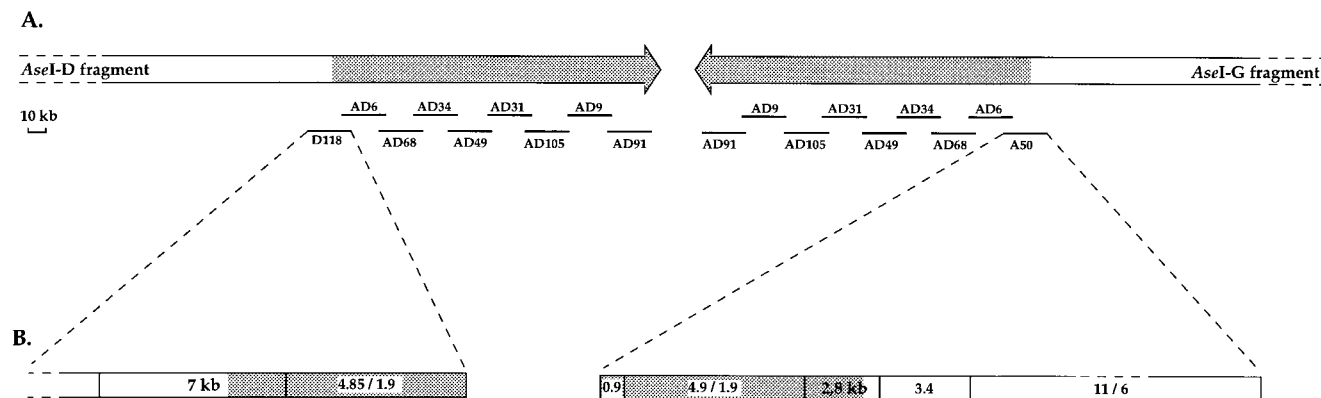 A.
AseI-D fragment
AseI-G fragment
10 kb
AD6 AD34 AD31 AD9
AD9 AD31 AD34 AD6
D118 AD68 AD49 AD105 AD91
AD91 AD105 AD49 AD68 A50
B.
7 kb 4.85 / 1.9
0.9 4.9 / 1.9 2.8 kb 3.4 11 / 6